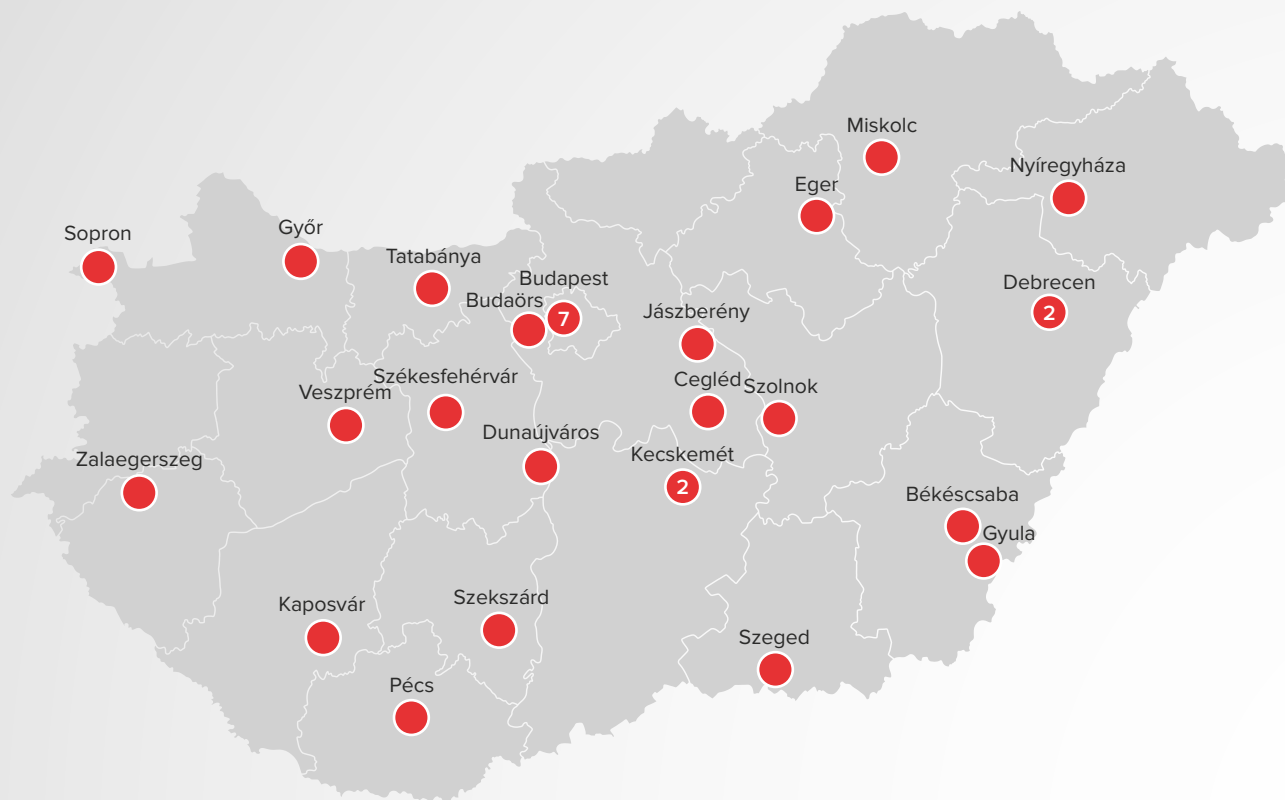 Miskolc
Nyíregyháza
Eger
Sopron
Győr
Tatabánya
Budapest
7
Budaörs
Debrecen
2
Jászberény
Székesfehérvár
Veszprém
Cegléd
Szolnok
Dunaújváros
Kecskemét
2
Zalaegerszeg
Békéscsaba
Gyula
Kaposvár
Szekszárd
Szeged
Pécs